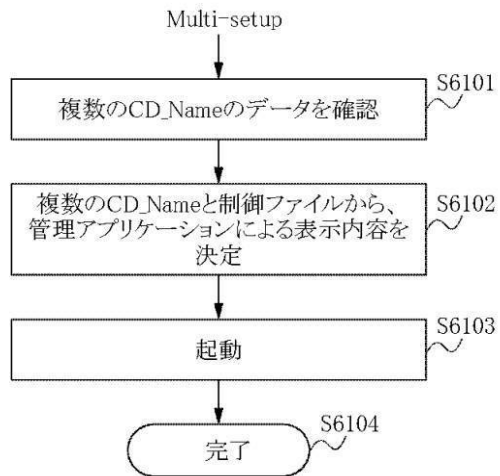 Multi-setup
S6101
複数のCD_Nameのデータを確認
S6102
複数のCD_Nameと制御ファイルから、
管理アプリケーションによる表示内容を
決定
S6103
起動
S6104
完了